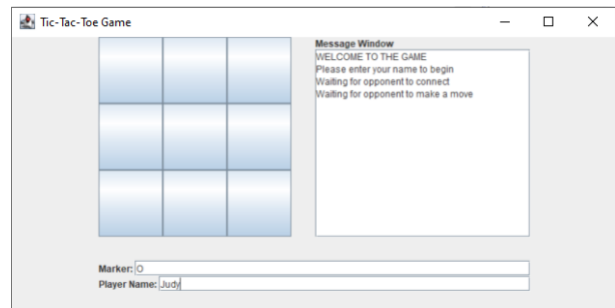 Tic-Tac-Toe Game
Message Window
WELCOME TO THE GAME
Please enter your name to begin
Waiting for opponent to connect
Waiting for opponent to make a move
Marker: O
Player Name: Judy